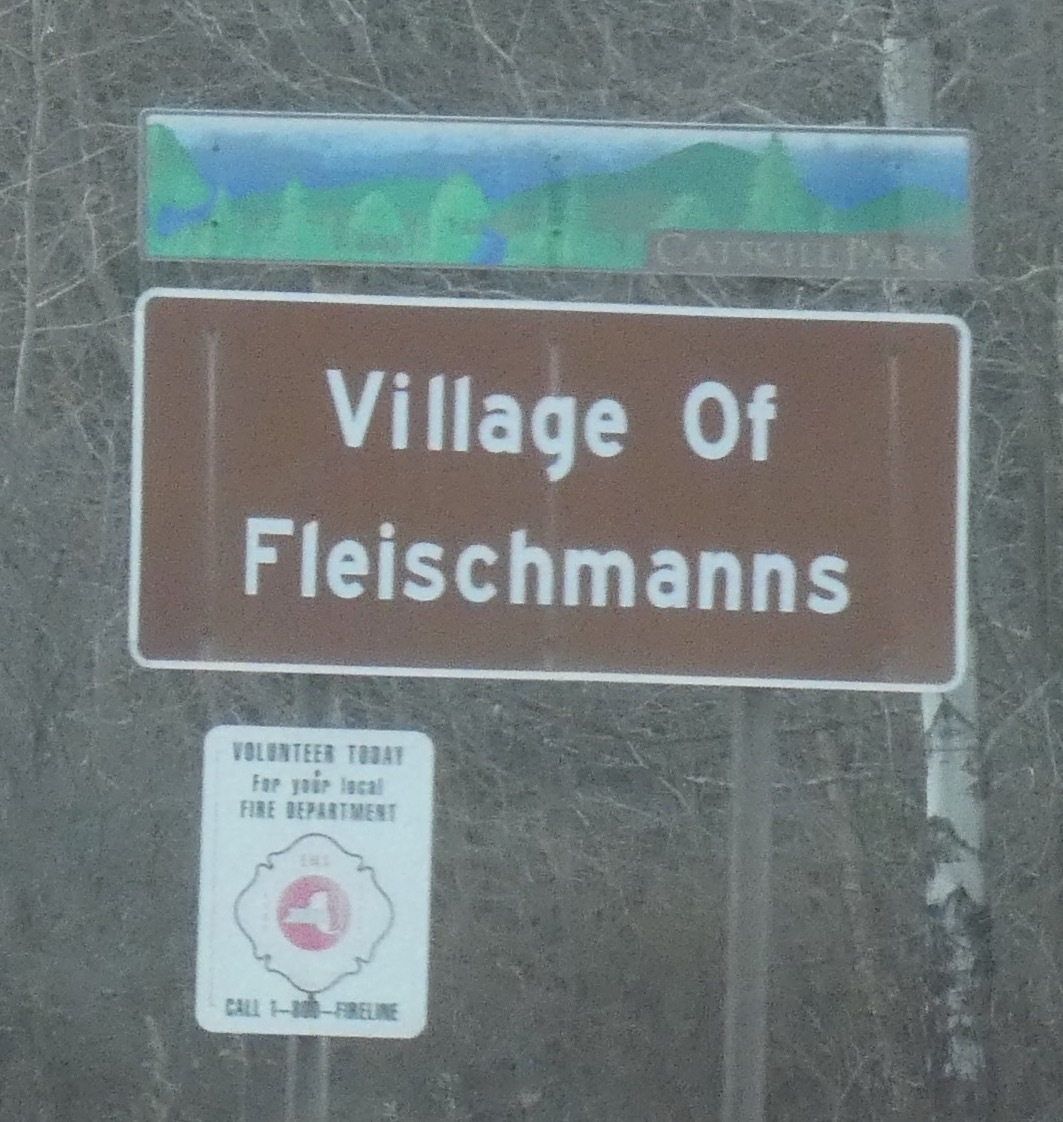 CATSKILL PARK
Village Of
Fleischmanns
VOLUNTEER TODAY
For your local
FIRE DEPARTMENT
CALL 1-800-FIRELINE